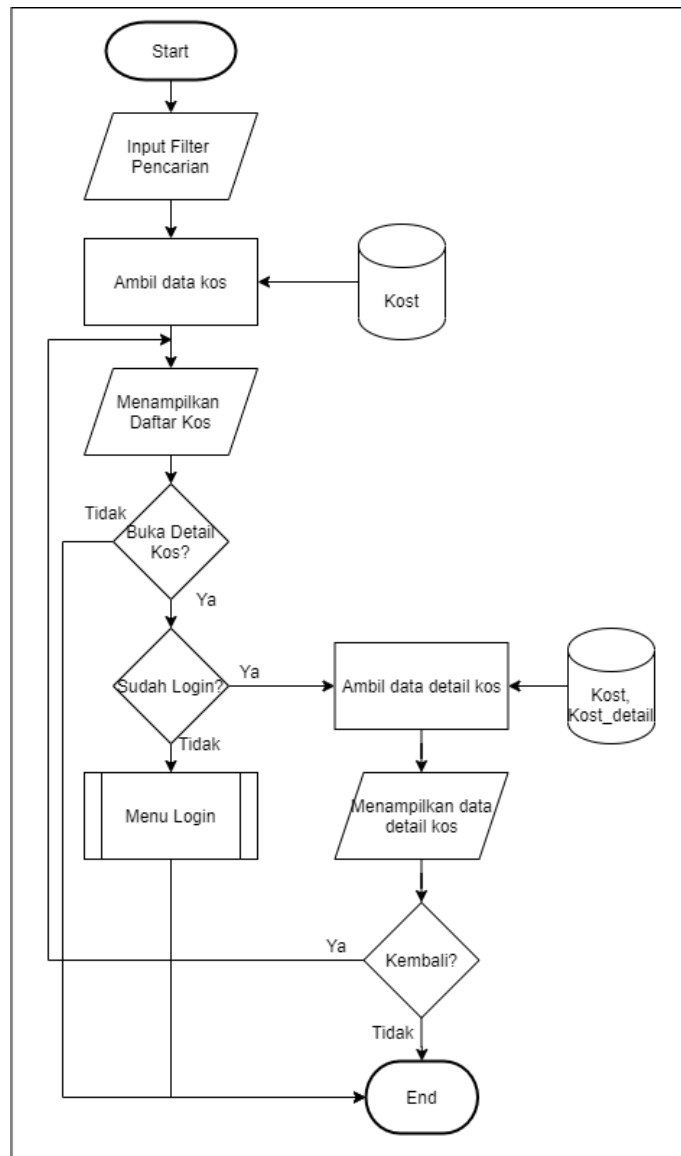 Start
Input Filter
Pencarian
Ambil data kos
Kost
Menampilkan
Daftar Kos
Tidak
Buka Detail
Kos?
Ya
Sudah Login?
Ya
Ambil data detail kos
Kost,
Kost_detail
Tidak
Menu Login
Menampilkan data
detail kos
Ya
Kembali?
Tidak
End